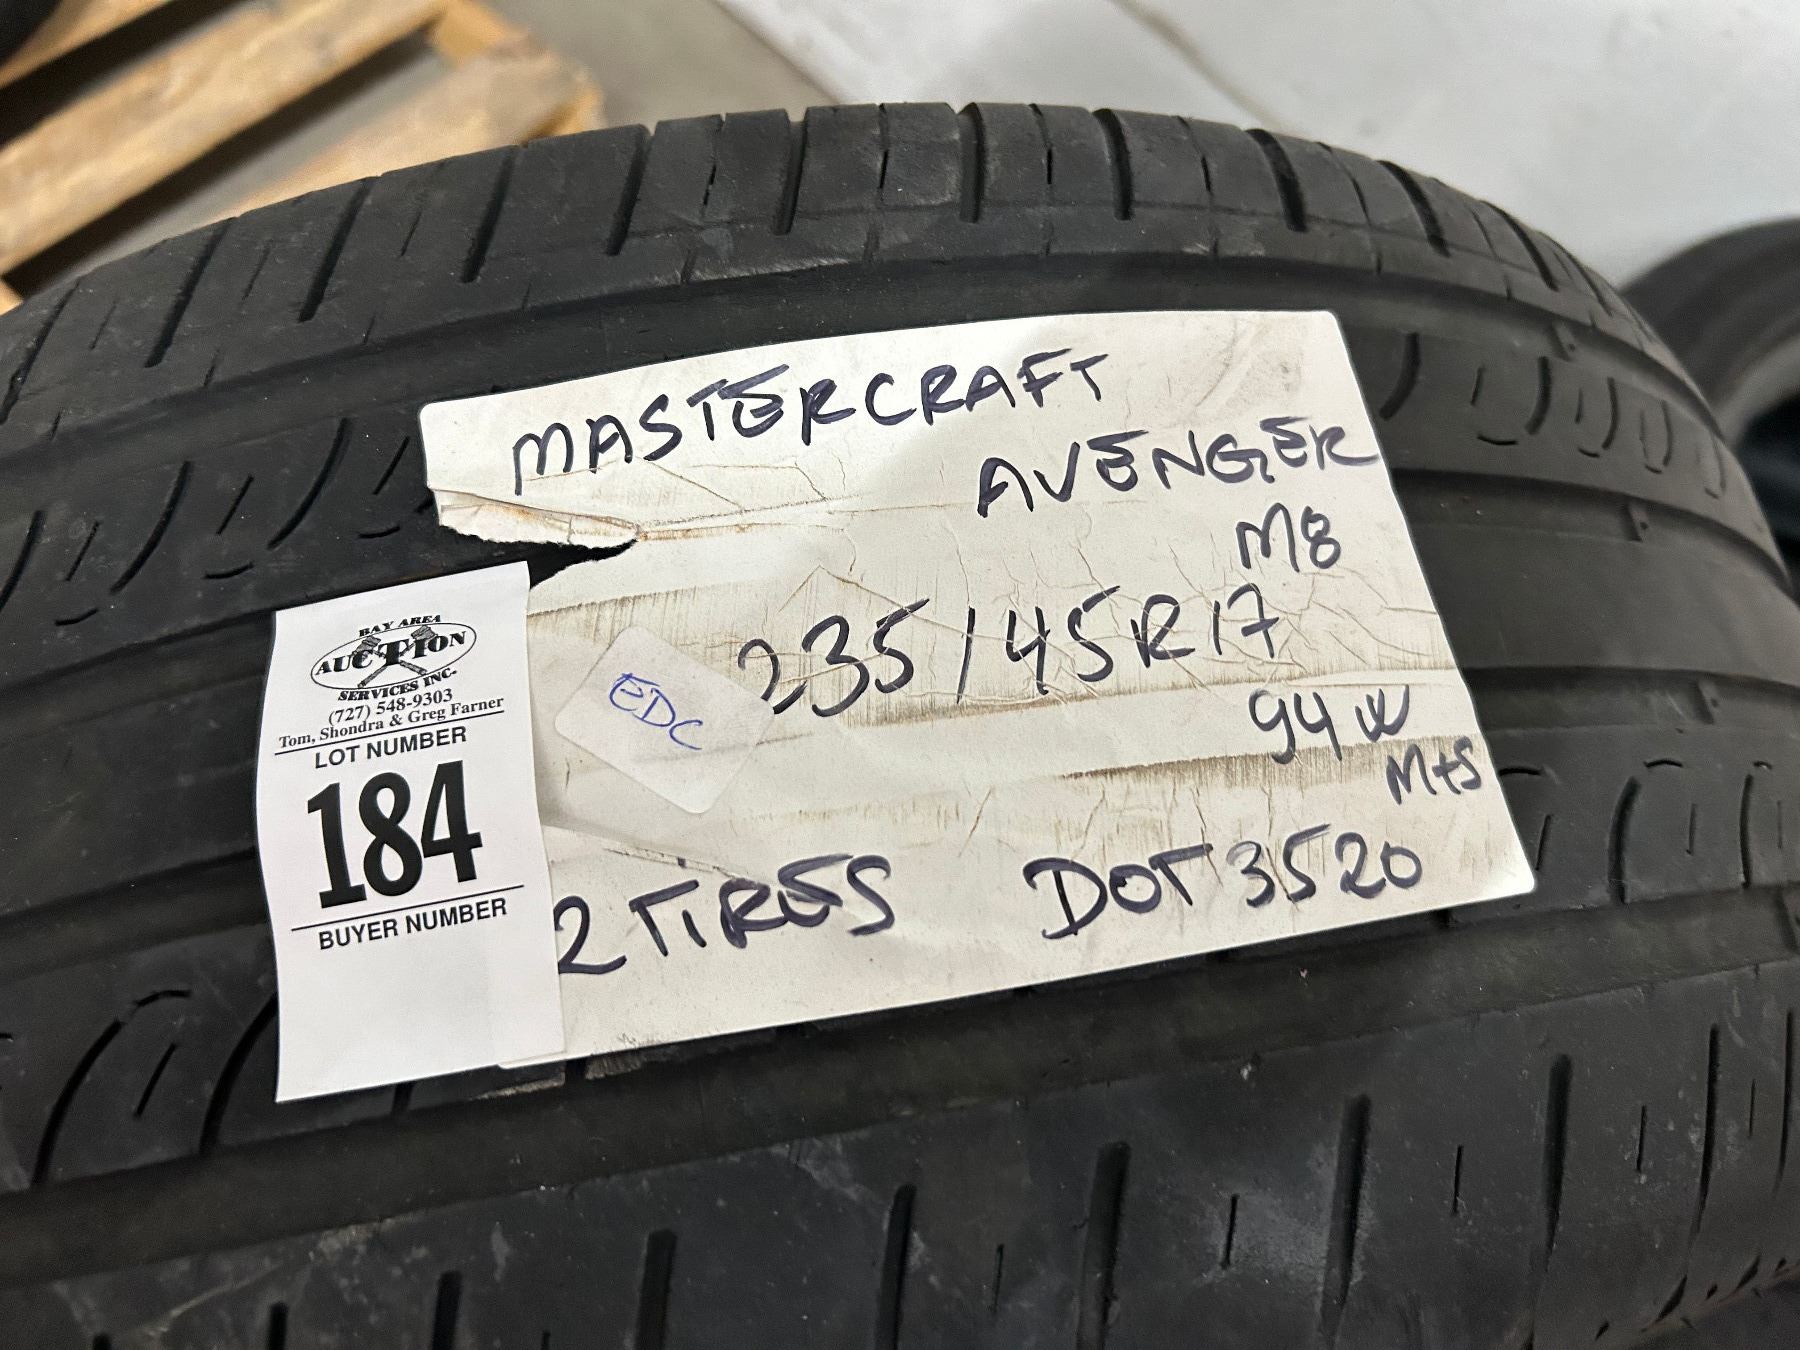 MASTERCRAFT
AVENGER
M8
235/45R17
94W
M+S
2 TIRES DOT 3520
EDC
BAY AREA
AUCTION
SERVICES INC.
(727) 548-9303
Tom, Shondra & Greg Farner
LOT NUMBER
184
BUYER NUMBER